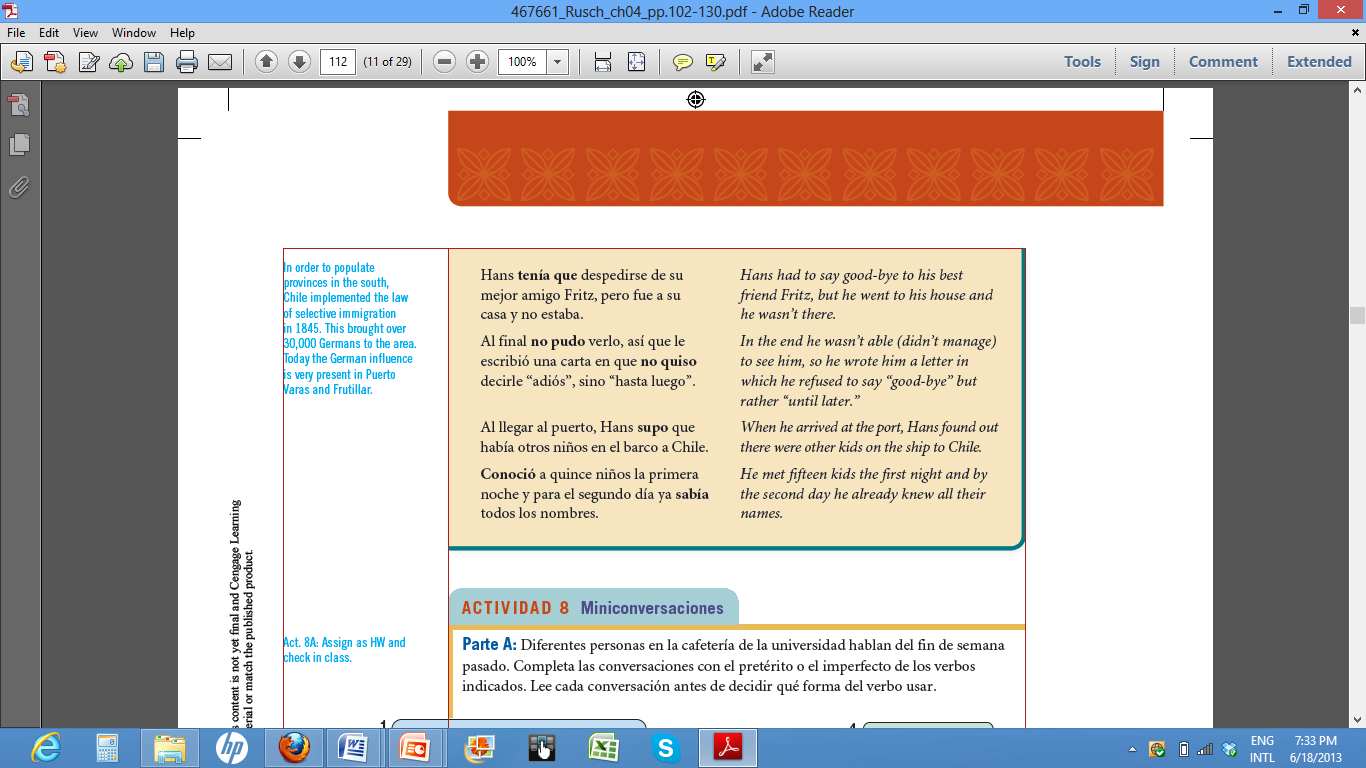 467661_Rusch_ch04_pp.102-130.pdf - Adobe Reader
File Edit View Window Help
112 (11 of 29) 100% Tools Sign Comment Extended
In order to populate
provinces in the south,
Chile implemented the law
of selective immigration
in 1845. This brought over
30,000 Germans to the area.
Today the German influence
is very present in Puerto
Varas and Frutillar.
Hans tenía que despedirse de su
mejor amigo Fritz, pero fue a su
casa y no estaba.
Hans had to say good-bye to his best
friend Fritz, but he went to his house and
he wasn't there.
Al final no pudo verlo, así que le
escribió una carta en que no quiso
decirle “adiós”, sino “hasta luego”.
In the end he wasn't able (didn't manage)
to see him, so he wrote him a letter in
which he refused to say “good-bye” but
rather “until later.”
Al llegar al puerto, Hans supo que
había otros niños en el barco a Chile.
When he arrived at the port, Hans found out
there were other kids on the ship to Chile.
Conoció a quince niños la primera
noche y para el segundo día ya sabía
todos los nombres.
He met fifteen kids the first night and by
the second day he already knew all their
names.
content is not yet final and Cengage Learning
or match the published product.
ACTIVIDAD 8 Miniconversaciones
Act. 8A: Assign as HW and
check in class.
Parte A: Diferentes personas en la cafetería de la universidad hablan del fin de semana
pasado. Completa las conversaciones con el pretérito o el imperfecto de los verbos
indicados. Lee cada conversación antes de decidir qué forma del verbo usar.
1
hp
ENG
INTL
7:33 PM
6/18/2013